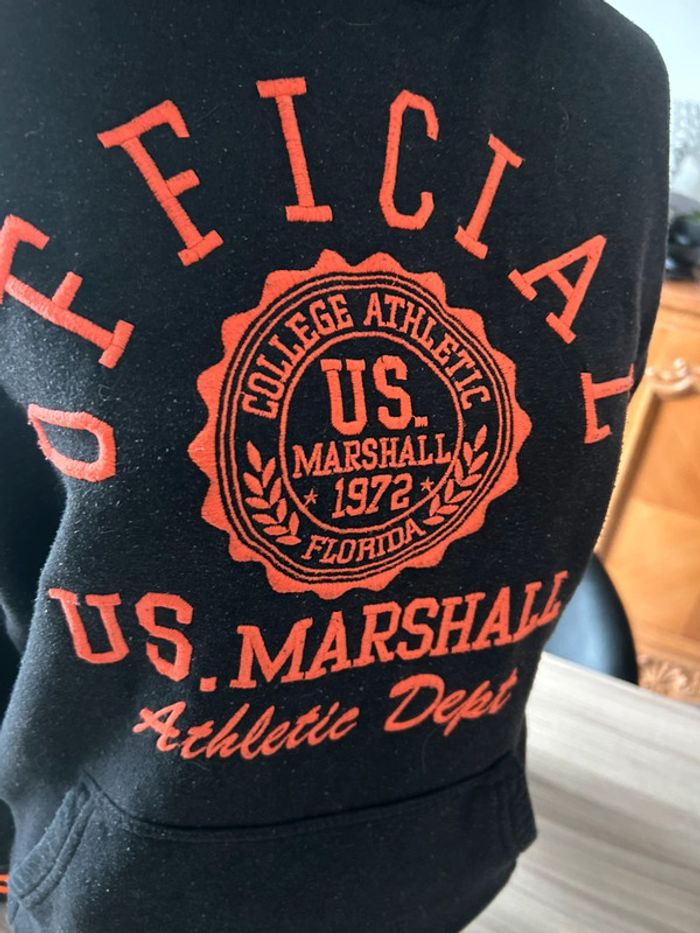 OFFICIAL
COLLEGE ATHLETIC
US.
MARSHALL
1972
FLORIDA
US. MARSHALL
Athletic Dept